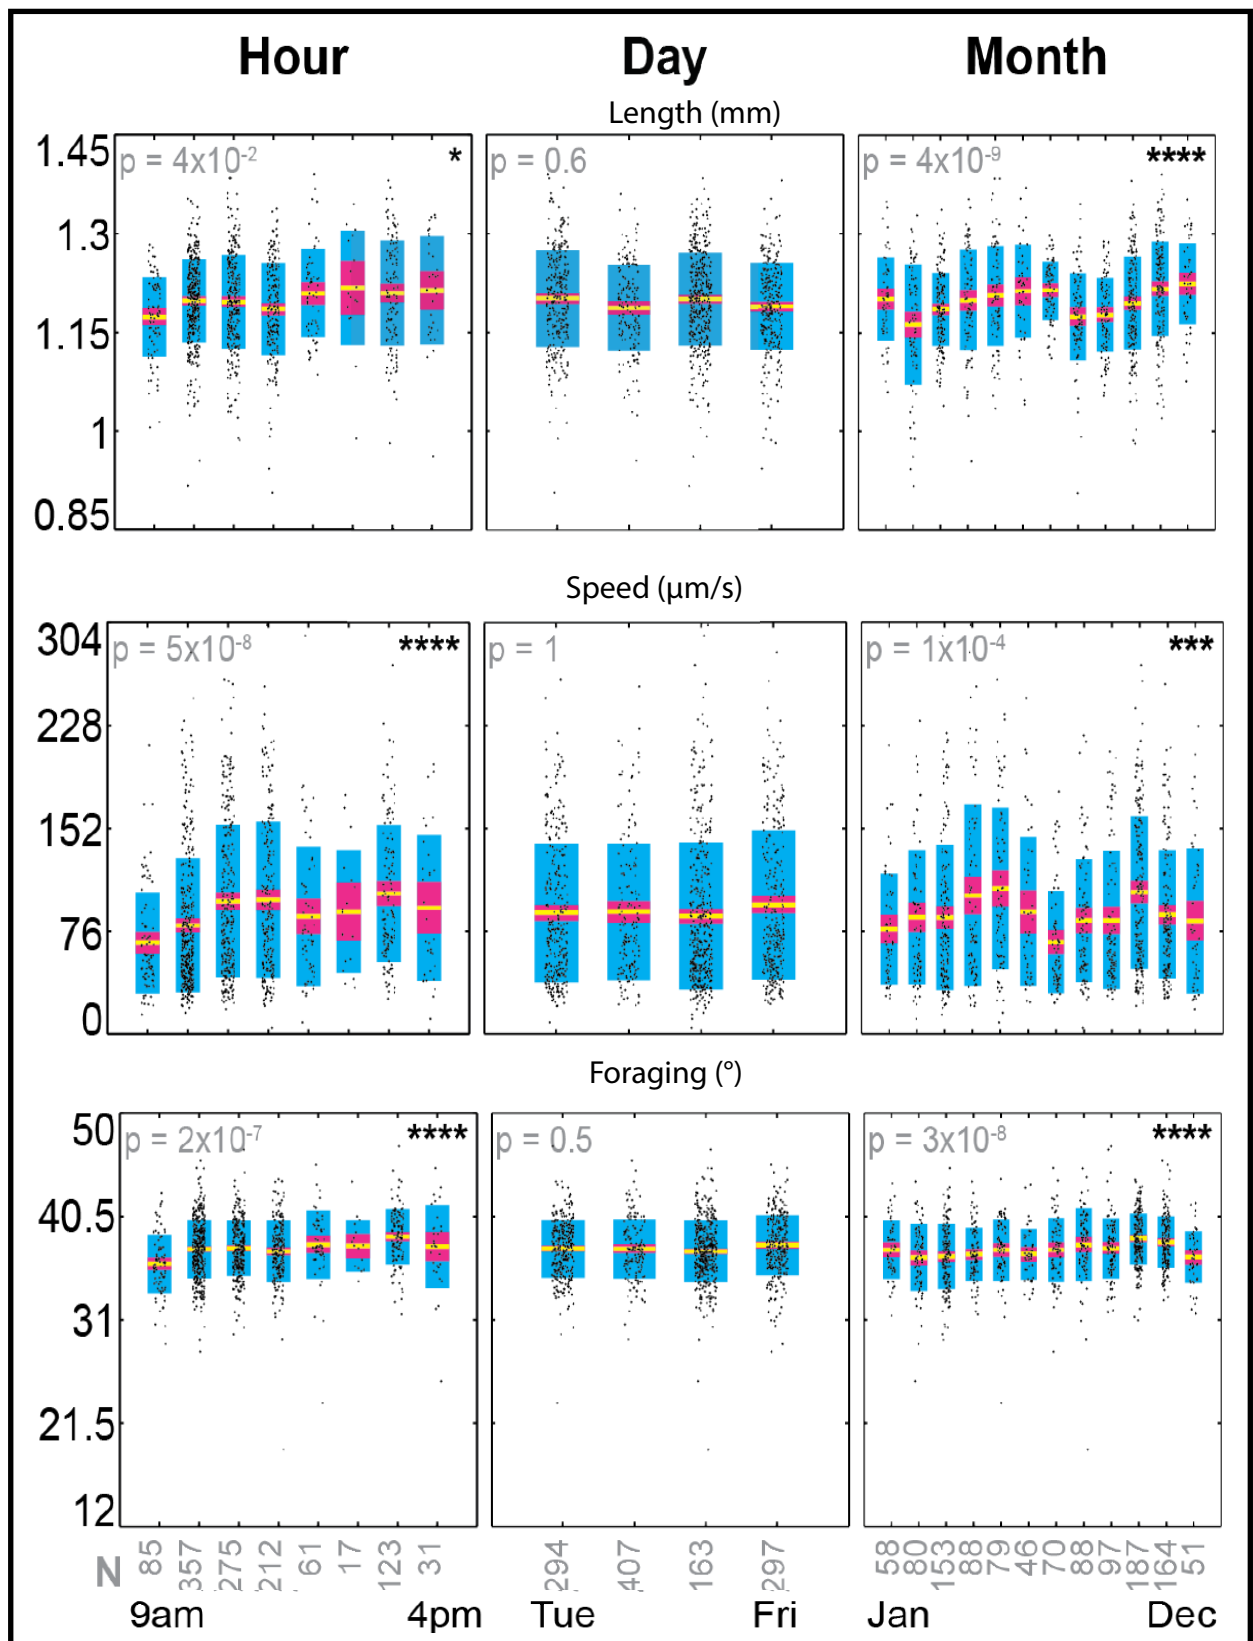 Hour Day Month
Length (mm)
p = 4x10-2 * p = 0.6 p = 4x10-9 ****
1.45
1.3
1.15
1
0.85
Speed (µm/s)
p = 5x10-8 **** p = 1 p = 1x10-4 ***
304
228
152
76
0
Foraging (°)
p = 2x10-7 **** p = 0.5 p = 3x10-8 ****
50
40.5
31
21.5
12
N 85 357 275 212 61 17 123 31 294 407 163 297 58 80 153 88 79 46 70 88 97 187 164 51
9am 4pm Tue Fri Jan Dec